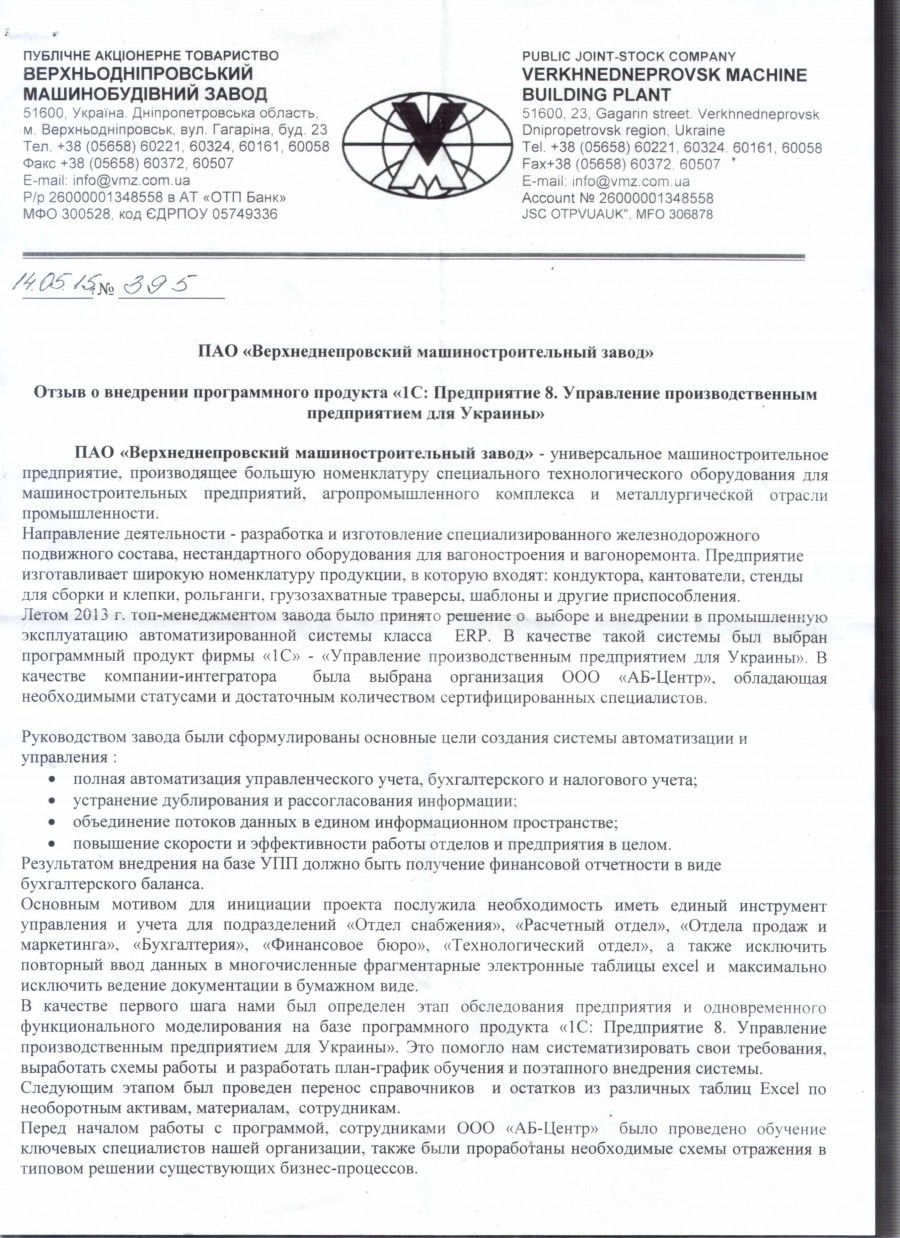 ПУБЛІЧНЕ АКЦІОНЕРНЕ ТОВАРИСТВО
ВЕРХНЬОДНІПРОВСЬКИЙ
МАШИНОБУДІВНИЙ ЗАВОД
51600, Україна. Дніпропетровська область,
м. Верхньодніпровськ, вул. Гагаріна, буд. 23
Тел. +38 (05658) 60221, 60324, 60161, 60058
Факс +38 (05658) 60372, 60507
E-mail: info@vmz.com.ua
Р/р 26000001348558 в АТ «ОТП Банк»
МФО 300528, код ЄДРПОУ 05749336
PUBLIC JOINT-STOCK COMPANY
VERKHNEDNEPROVSK MACHINE
BUILDING PLANT
51600, 23, Gagarin street. Verkhnedneprovsk
Dnipropetrovsk region, Ukraine
Tel. +38 (05658) 60221, 60324. 60161, 60058
Fax+38 (05658) 60372, 60507
E-mail: info@vmz.com.ua
Account № 26000001348558
JSC OTPVUAUK", MFO 306878
14.05.15 № 395
ПАО «Верхнеднепровский машиностроительный завод»
Отзыв о внедрении программного продукта «1С: Предприятие 8. Управление производственным
предприятием для Украины»
ПАО «Верхнеднепровский машиностроительный завод» - универсальное машиностроительное
предприятие, производящее большую номенклатуру специального технологического оборудования для
машиностроительных предприятий, агропромышленного комплекса и металлургической отрасли
промышленности.
Направление деятельности - разработка и изготовление специализированного железнодорожного
подвижного состава, нестандартного оборудования для вагоностроения и вагоноремонта. Предприятие
изготавливает широкую номенклатуру продукции, в которую входят: кондуктора, кантователи, стенды
для сборки и клепки, рольганги, грузозахватные траверсы, шаблоны и другие приспособления.
Летом 2013 г. топ-менеджментом завода было принято решение о выборе и внедрении в промышленную
эксплуатацию автоматизированной системы класса ERP. В качестве такой системы был выбран
программный продукт фирмы «1С» - «Управление производственным предприятием для Украины». В
качестве компании-интегратора была выбрана организация ООО «АБ-Центр», обладающая
необходимыми статусами и достаточным количеством сертифицированных специалистов.
Руководством завода были сформулированы основные цели создания системы автоматизации и
управления :
• полная автоматизация управленческого учета, бухгалтерского и налогового учета;
• устранение дублирования и рассогласования информации;
• объединение потоков данных в едином информационном пространстве;
• повышение скорости и эффективности работы отделов и предприятия в целом.
Результатом внедрения на базе УПП должно быть получение финансовой отчетности в виде
бухгалтерского баланса.
Основным мотивом для инициации проекта послужила необходимость иметь единый инструмент
управления и учета для подразделений «Отдел снабжения», «Расчетный отдел», «Отдела продаж и
маркетинга», «Бухгалтерия», «Финансовое бюро», «Технологический отдел», а также исключить
повторный ввод данных в многочисленные фрагментарные электронные таблицы excel и максимально
исключить ведение документации в бумажном виде.
В качестве первого шага нами был определен этап обследования предприятия и одновременного
функционального моделирования на базе программного продукта «1С: Предприятие 8. Управление
производственным предприятием для Украины». Это помогло нам систематизировать свои требования,
выработать схемы работы и разработать план-график обучения и поэтапного внедрения системы.
Следующим этапом был проведен перенос справочников и остатков из различных таблиц Excel по
необоротным активам, материалам, сотрудникам.
Перед началом работы с программой, сотрудниками ООО «АБ-Центр» было проведено обучение
ключевых специалистов нашей организации, также были проработаны необходимые схемы отражения в
типовом решении существующих бизнес-процессов.